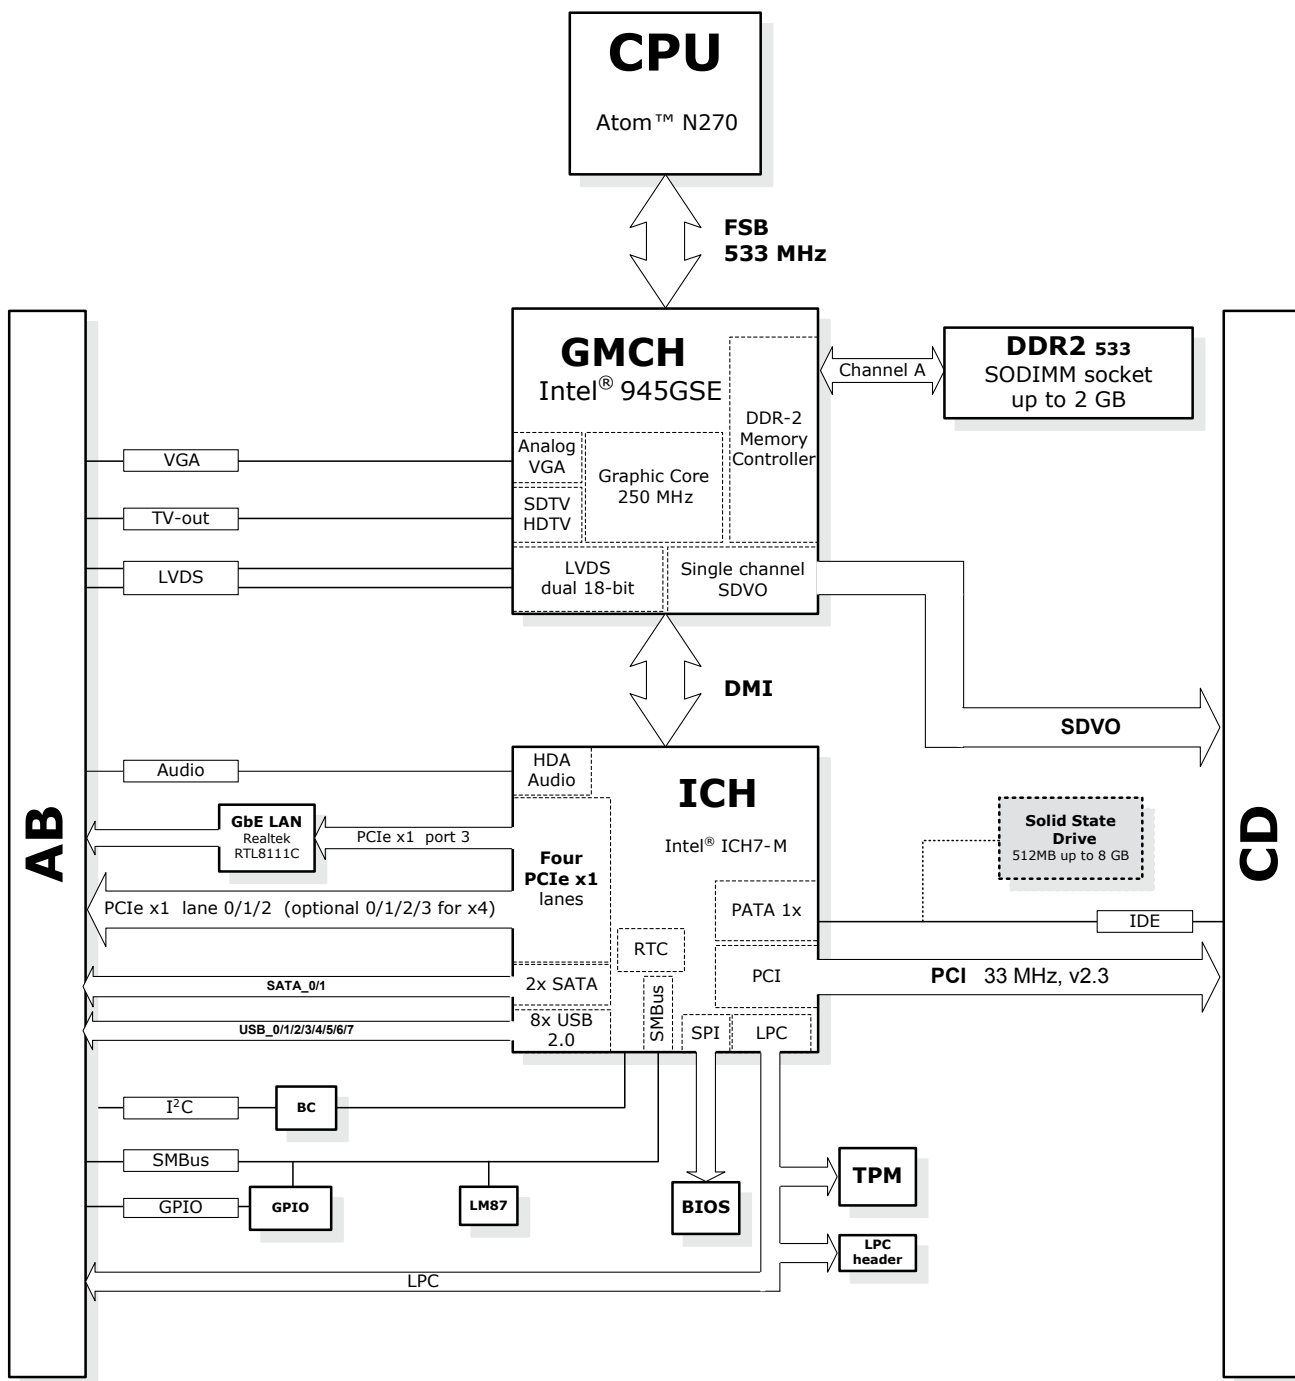 CPU
Atom™ N270
FSB
533 MHz
GMCH
Intel® 945GSE
DDR-2
Memory
Controller
Channel A
DDR2 533
SODIMM socket
up to 2 GB
Analog
VGA
Graphic Core
250 MHz
SDTV
HDTV
LVDS
dual 18-bit
Single channel
SDVO
VGA
TV-out
LVDS
DMI
SDVO
AB
CD
Audio
HDA
Audio
ICH
Intel® ICH7-M
GbE LAN
Realtek
RTL8111C
PCIe x1 port 3
Four
PCIe x1
lanes
PCIe x1 lane 0/1/2 (optional 0/1/2/3 for x4)
Solid State
Drive
512MB up to 8 GB
PATA 1x
IDE
RTC
PCI
PCI 33 MHz, v2.3
SATA_0/1
2x SATA
USB_0/1/2/3/4/5/6/7
8x USB
2.0
SMBus
SPI
LPC
I²C
BC
SMBus
GPIO
GPIO
LM87
BIOS
TPM
LPC
header
LPC